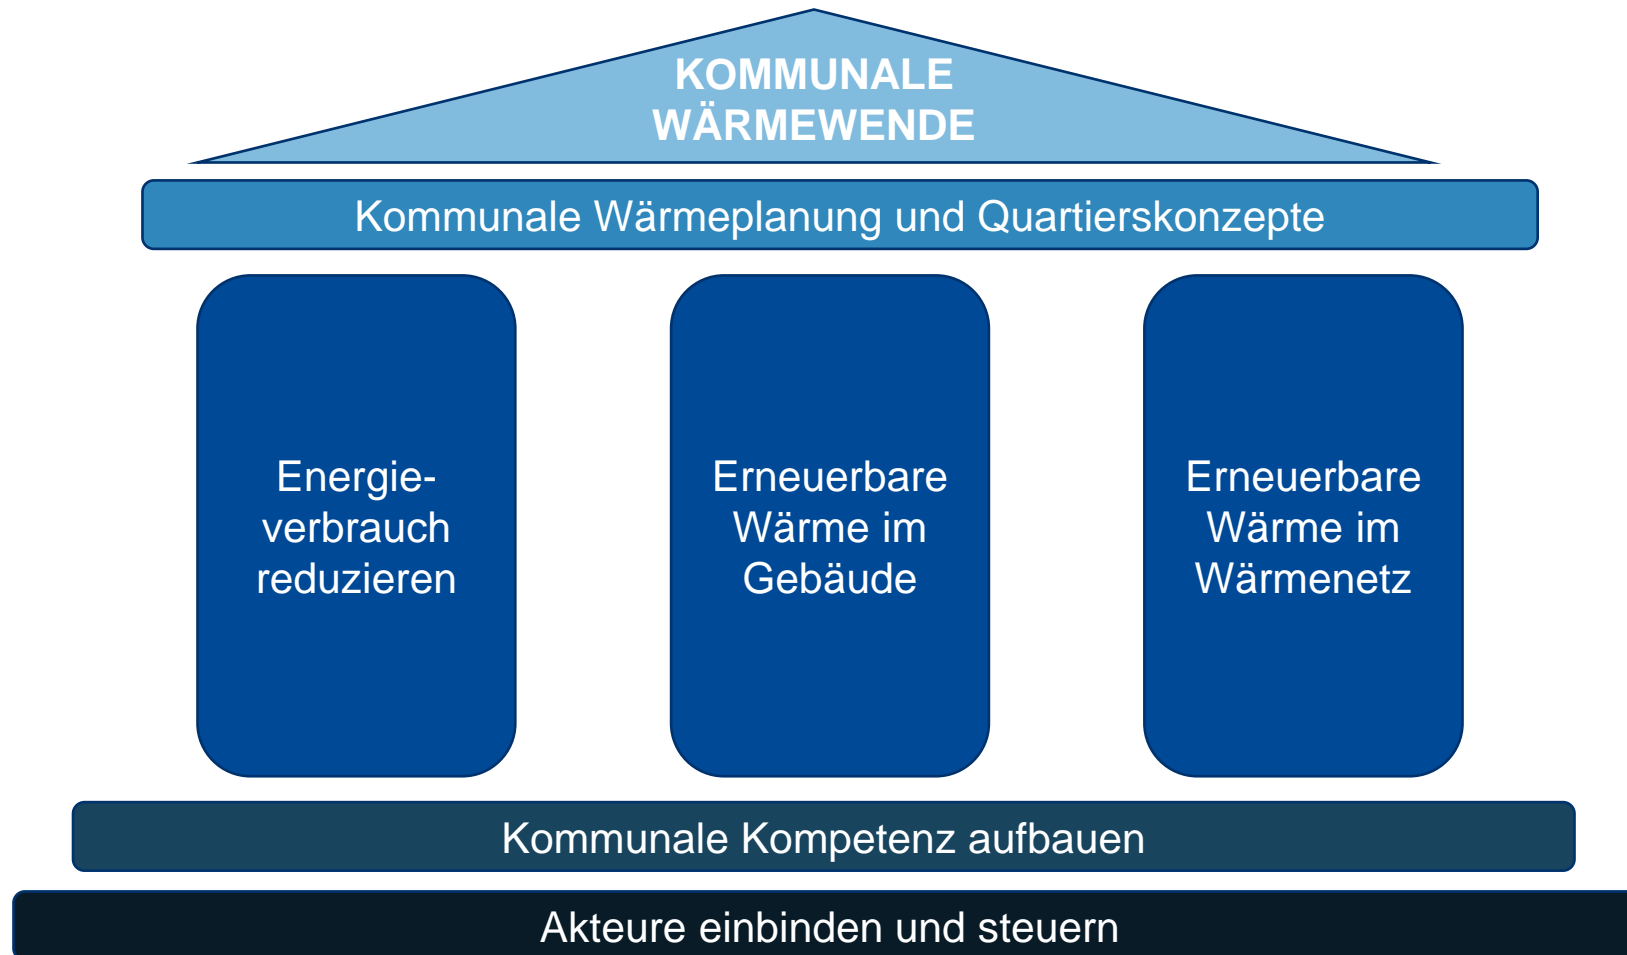 KOMMUNALE
WÄRMEWENDE
Kommunale Wärmeplanung und Quartierskonzepte
Energie-
verbrauch
reduzieren
Erneuerbare
Wärme im
Gebäude
Erneuerbare
Wärme im
Wärmenetz
Kommunale Kompetenz aufbauen
Akteure einbinden und steuern